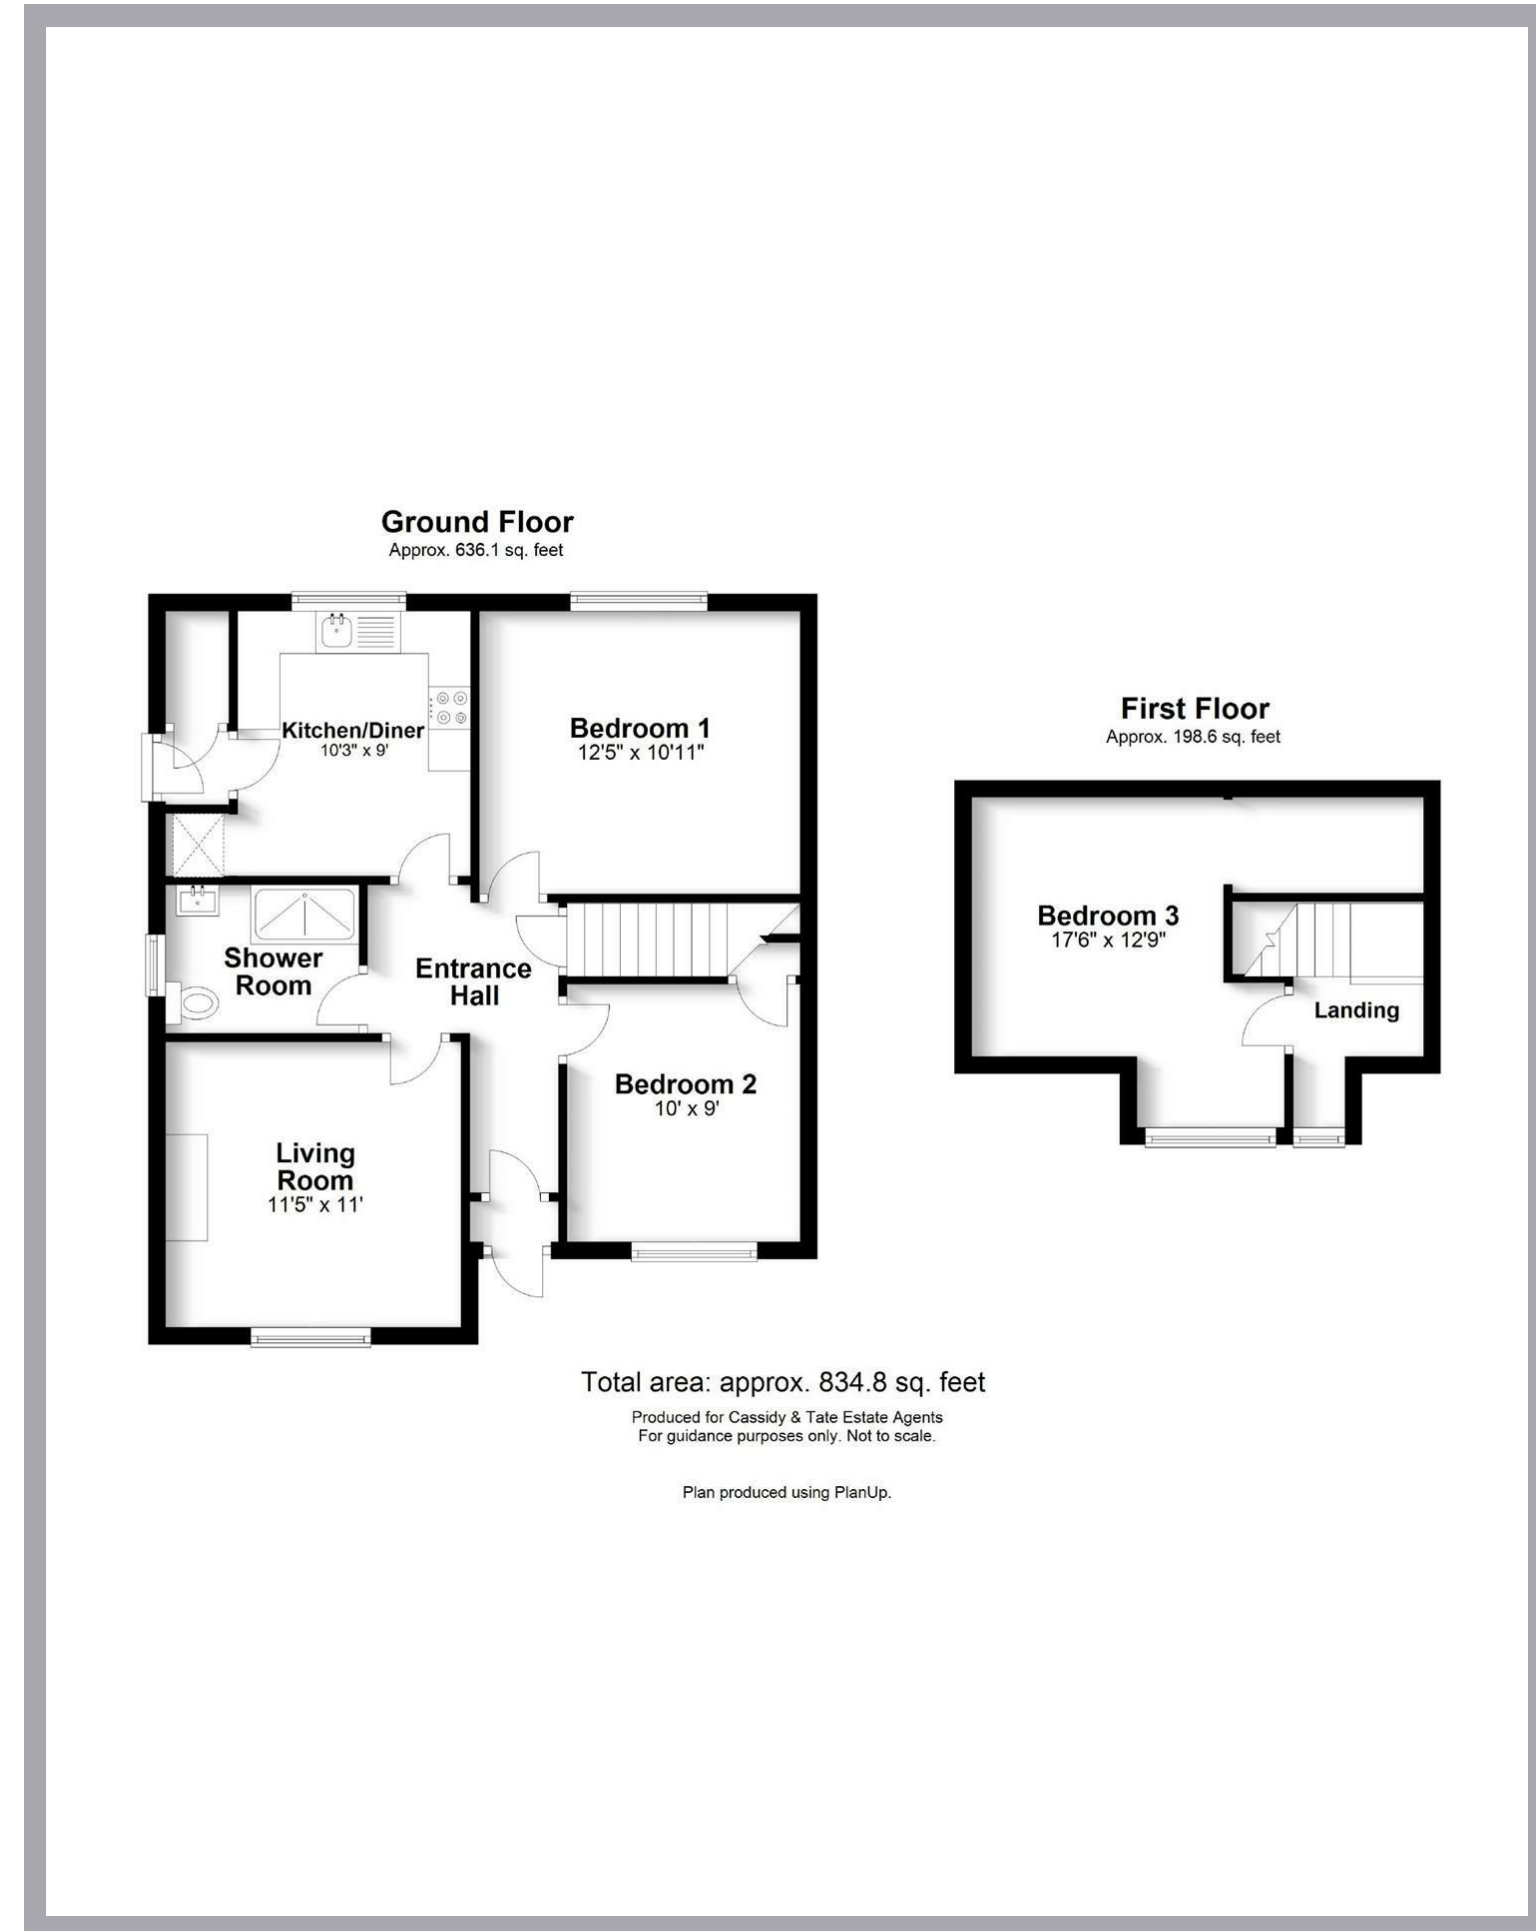 Ground Floor
Approx. 636.1 sq. feet
Kitchen/Diner
10'3" x 9'
Bedroom 1
12'5" x 10'11"
Shower
Room
Entrance
Hall
Bedroom 2
10' x 9'
Living
Room
11'5" x 11'
First Floor
Approx. 198.6 sq. feet
Bedroom 3
17'6" x 12'9"
Landing
Total area: approx. 834.8 sq. feet
Produced for Cassidy & Tate Estate Agents
For guidance purposes only. Not to scale.
Plan produced using PlanUp.